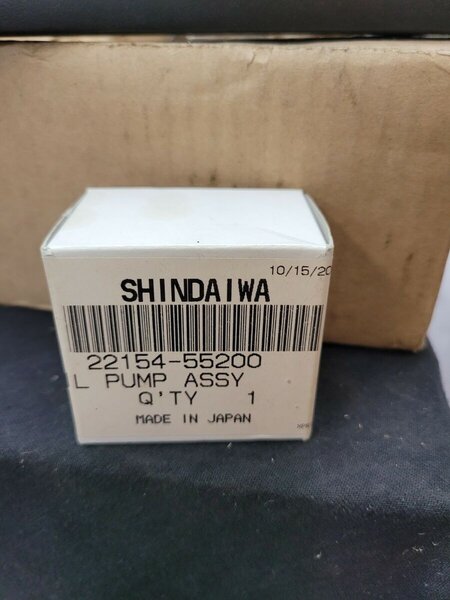 10/15/20
SHINDAIWA
22154-55200
L PUMP ASSY
Q'TY 1
MADE IN JAPAN